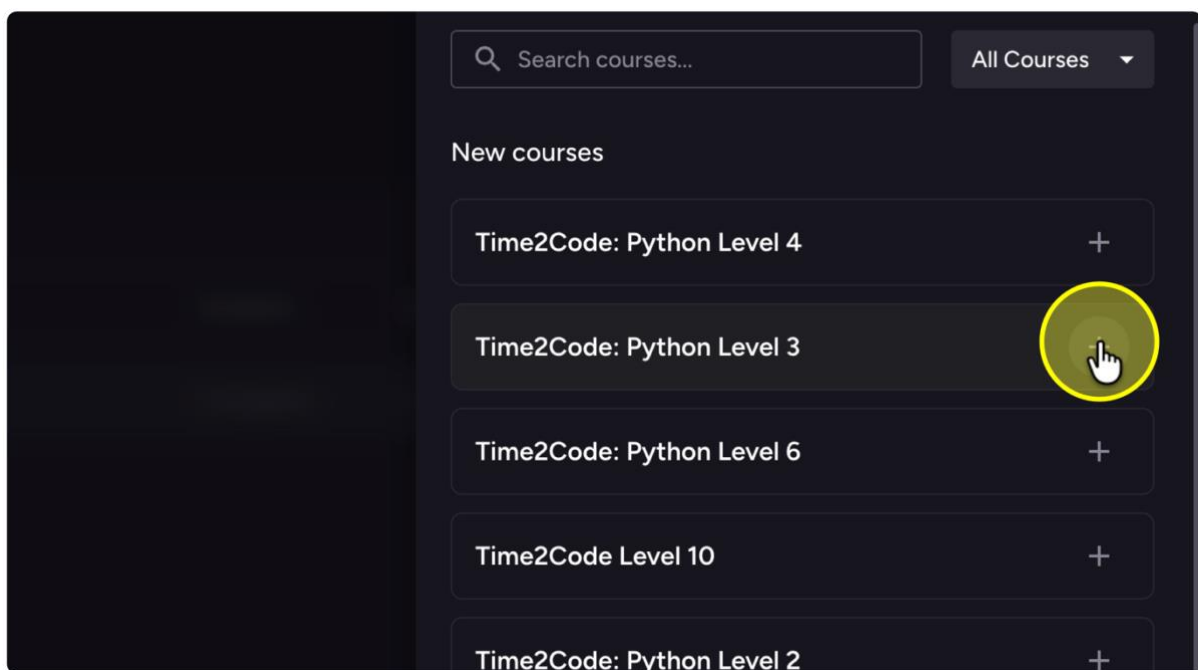 Search courses...
All Courses
New courses
Time2Code: Python Level 4
Time2Code: Python Level 3
Time2Code: Python Level 6
Time2Code Level 10
Time2Code: Python Level 2